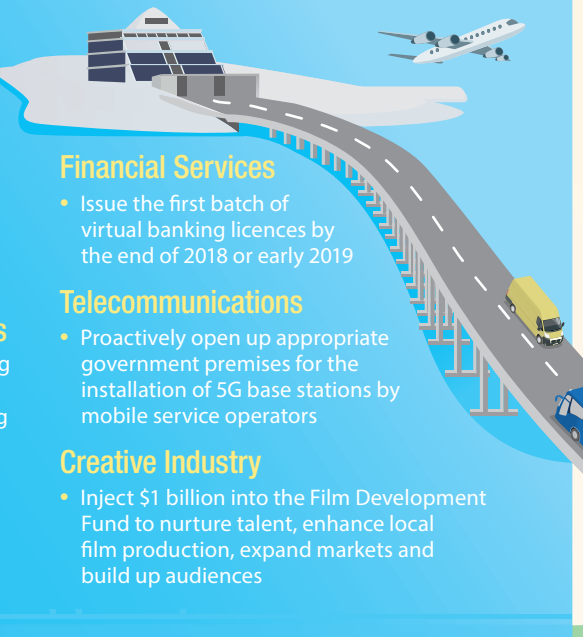 Financial Services
• Issue the first batch of
virtual banking licences by
the end of 2018 or early 2019
Telecommunications
• Proactively open up appropriate
government premises for the
installation of 5G base stations by
mobile service operators
Creative Industry
• Inject $1 billion into the Film Development
Fund to nurture talent, enhance local
film production, expand markets and
build up audiences